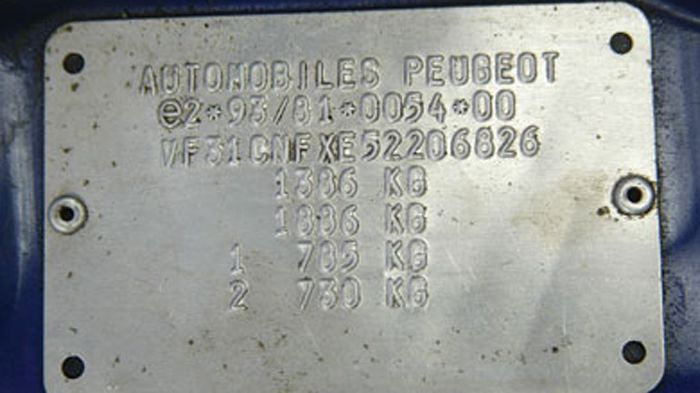 AUTOMOBILES PEUGEOT
e2*93/81*0054*00
VF31CNFXE52206826
1386 KG
1886 KG
1 785 KG
2 730 KG